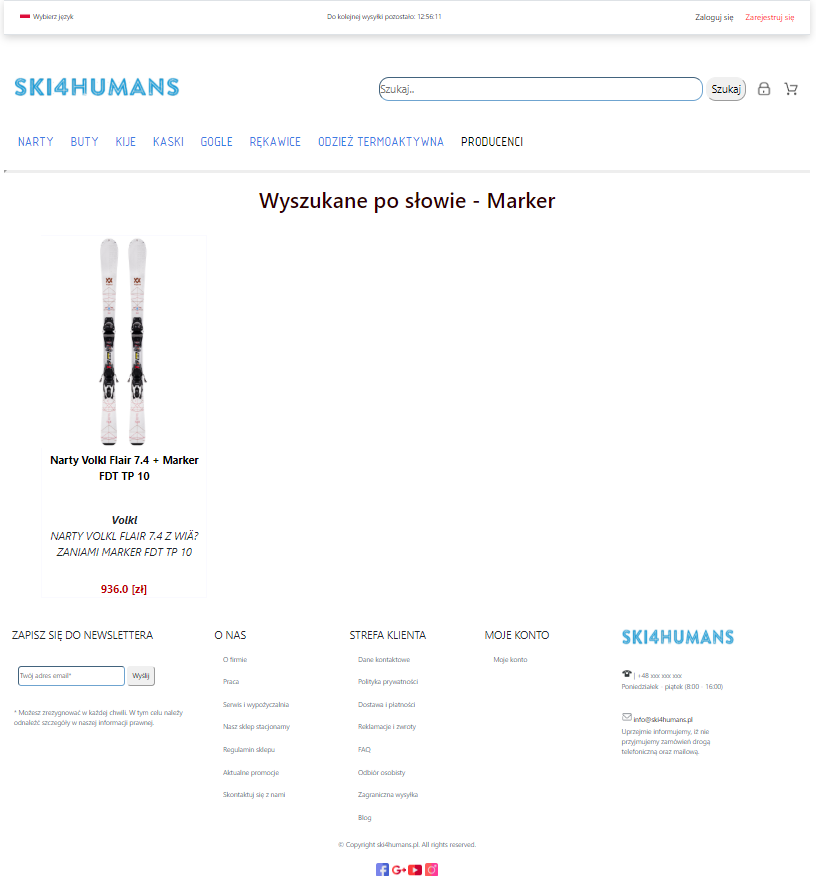 Wybierz język
Do kolejnej wysyłki pozostało: 12:56:11
Zaloguj się
Zarejestruj się
SKI4HUMANS
Szukaj..
Szukaj
NARTY
BUTY
KIJE
KASKI
GOGLE
RĘKAWICE
ODZIEŻ TERMOAKTYWNA
PRODUCENCI
Wyszukane po słowie - Marker
Narty Volkl Flair 7.4 + Marker
FDT TP 10
Volkl
NARTY VOLKL FLAIR 7.4 Z WIÄ?
ZANIAMI MARKER FDT TP 10
936.0 [zł]
ZAPISZ SIĘ DO NEWSLETTERA
Twój adres email*
Wyślij
* Możesz zrezygnować w każdej chwili. W tym celu należy
odnaleźć szczegóły w naszej informacji prawnej.
O NAS
O firmie
Praca
Serwis i wypożyczalnia
Nasz sklep stacjonarny
Regulamin sklepu
Aktualne promocje
Skontaktuj się z nami
STREFA KLIENTA
Dane kontaktowe
Polityka prywatności
Dostawa i płatności
Reklamacje i zwroty
FAQ
Odbiór osobisty
Zagraniczna wysyłka
Blog
MOJE KONTO
Moje konto
SKI4HUMANS
| +48 xxx xxx xxx
Poniedziałek - piątek (8:00 - 16:00)
info@ski4humans.pl
Uprzejmie informujemy, iż nie
przyjmujemy zamówień drogą
telefoniczną oraz mailową.
© Copyright ski4humans.pl. All rights reserved.